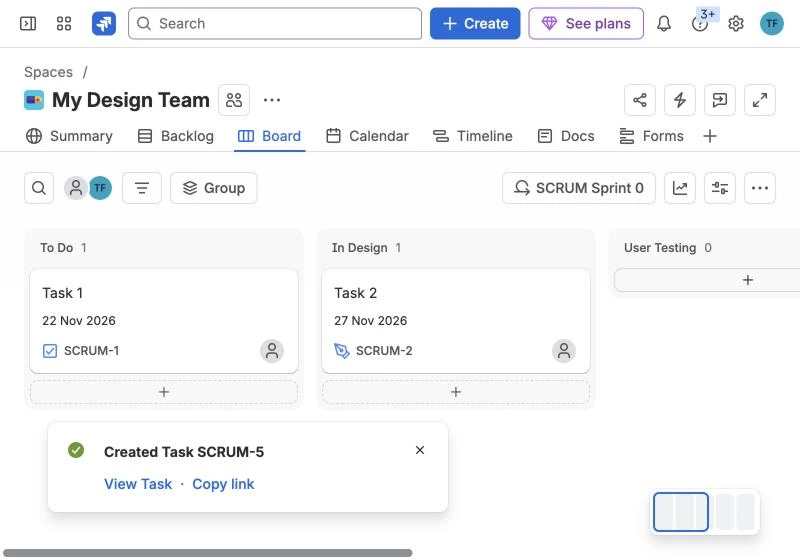 Search
Create
See plans
3+
TF
Spaces /
My Design Team
Summary
Backlog
Board
Calendar
Timeline
Docs
Forms
TF
Group
SCRUM Sprint 0
To Do 1
In Design 1
User Testing 0
Task 1
22 Nov 2026
SCRUM-1
Task 2
27 Nov 2026
SCRUM-2
Created Task SCRUM-5
View Task · Copy link